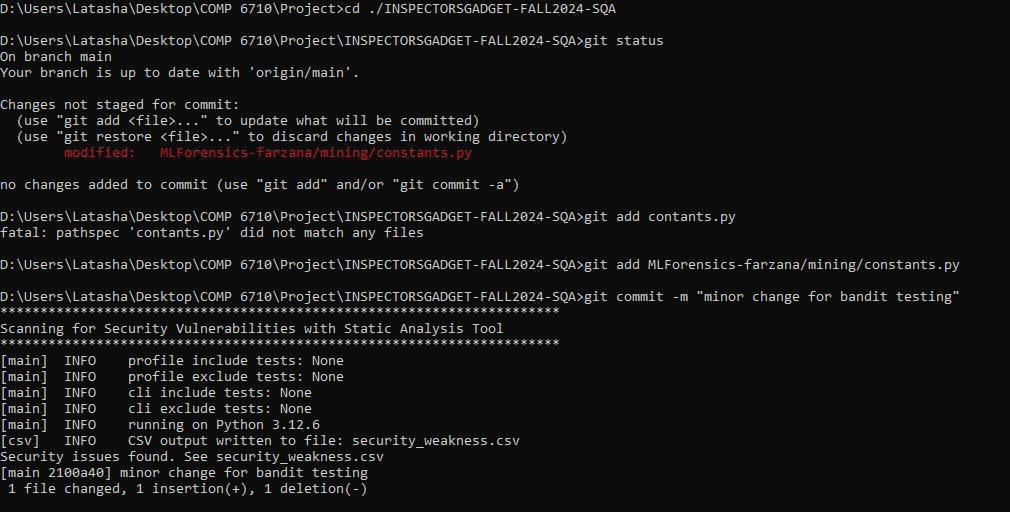 D:\Users\Latasha\Desktop\COMP 6710\Project>cd ./INSPECTORSGADGET-FALL2024-SQA
D:\Users\Latasha\Desktop\COMP 6710\Project\INSPECTORSGADGET-FALL2024-SQA>git status
On branch main
Your branch is up to date with 'origin/main'.
Changes not staged for commit:
  (use "git add <file>..." to update what will be committed)
  (use "git restore <file>..." to discard changes in working directory)
        modified:   MLForensics-farzana/mining/constants.py
no changes added to commit (use "git add" and/or "git commit -a")
D:\Users\Latasha\Desktop\COMP 6710\Project\INSPECTORSGADGET-FALL2024-SQA>git add contants.py
fatal: pathspec 'contants.py' did not match any files
D:\Users\Latasha\Desktop\COMP 6710\Project\INSPECTORSGADGET-FALL2024-SQA>git add MLForensics-farzana/mining/constants.py
D:\Users\Latasha\Desktop\COMP 6710\Project\INSPECTORSGADGET-FALL2024-SQA>git commit -m "minor change for bandit testing"
**********************************************************************
Scanning for Security Vulnerabilities with Static Analysis Tool
**********************************************************************
[main]  INFO    profile include tests: None
[main]  INFO    profile exclude tests: None
[main]  INFO    cli include tests: None
[main]  INFO    cli exclude tests: None
[main]  INFO    running on Python 3.12.6
[csv]   INFO    CSV output written to file: security_weakness.csv
Security issues found. See security_weakness.csv
[main 2100a40] minor change for bandit testing
 1 file changed, 1 insertion(+), 1 deletion(-)